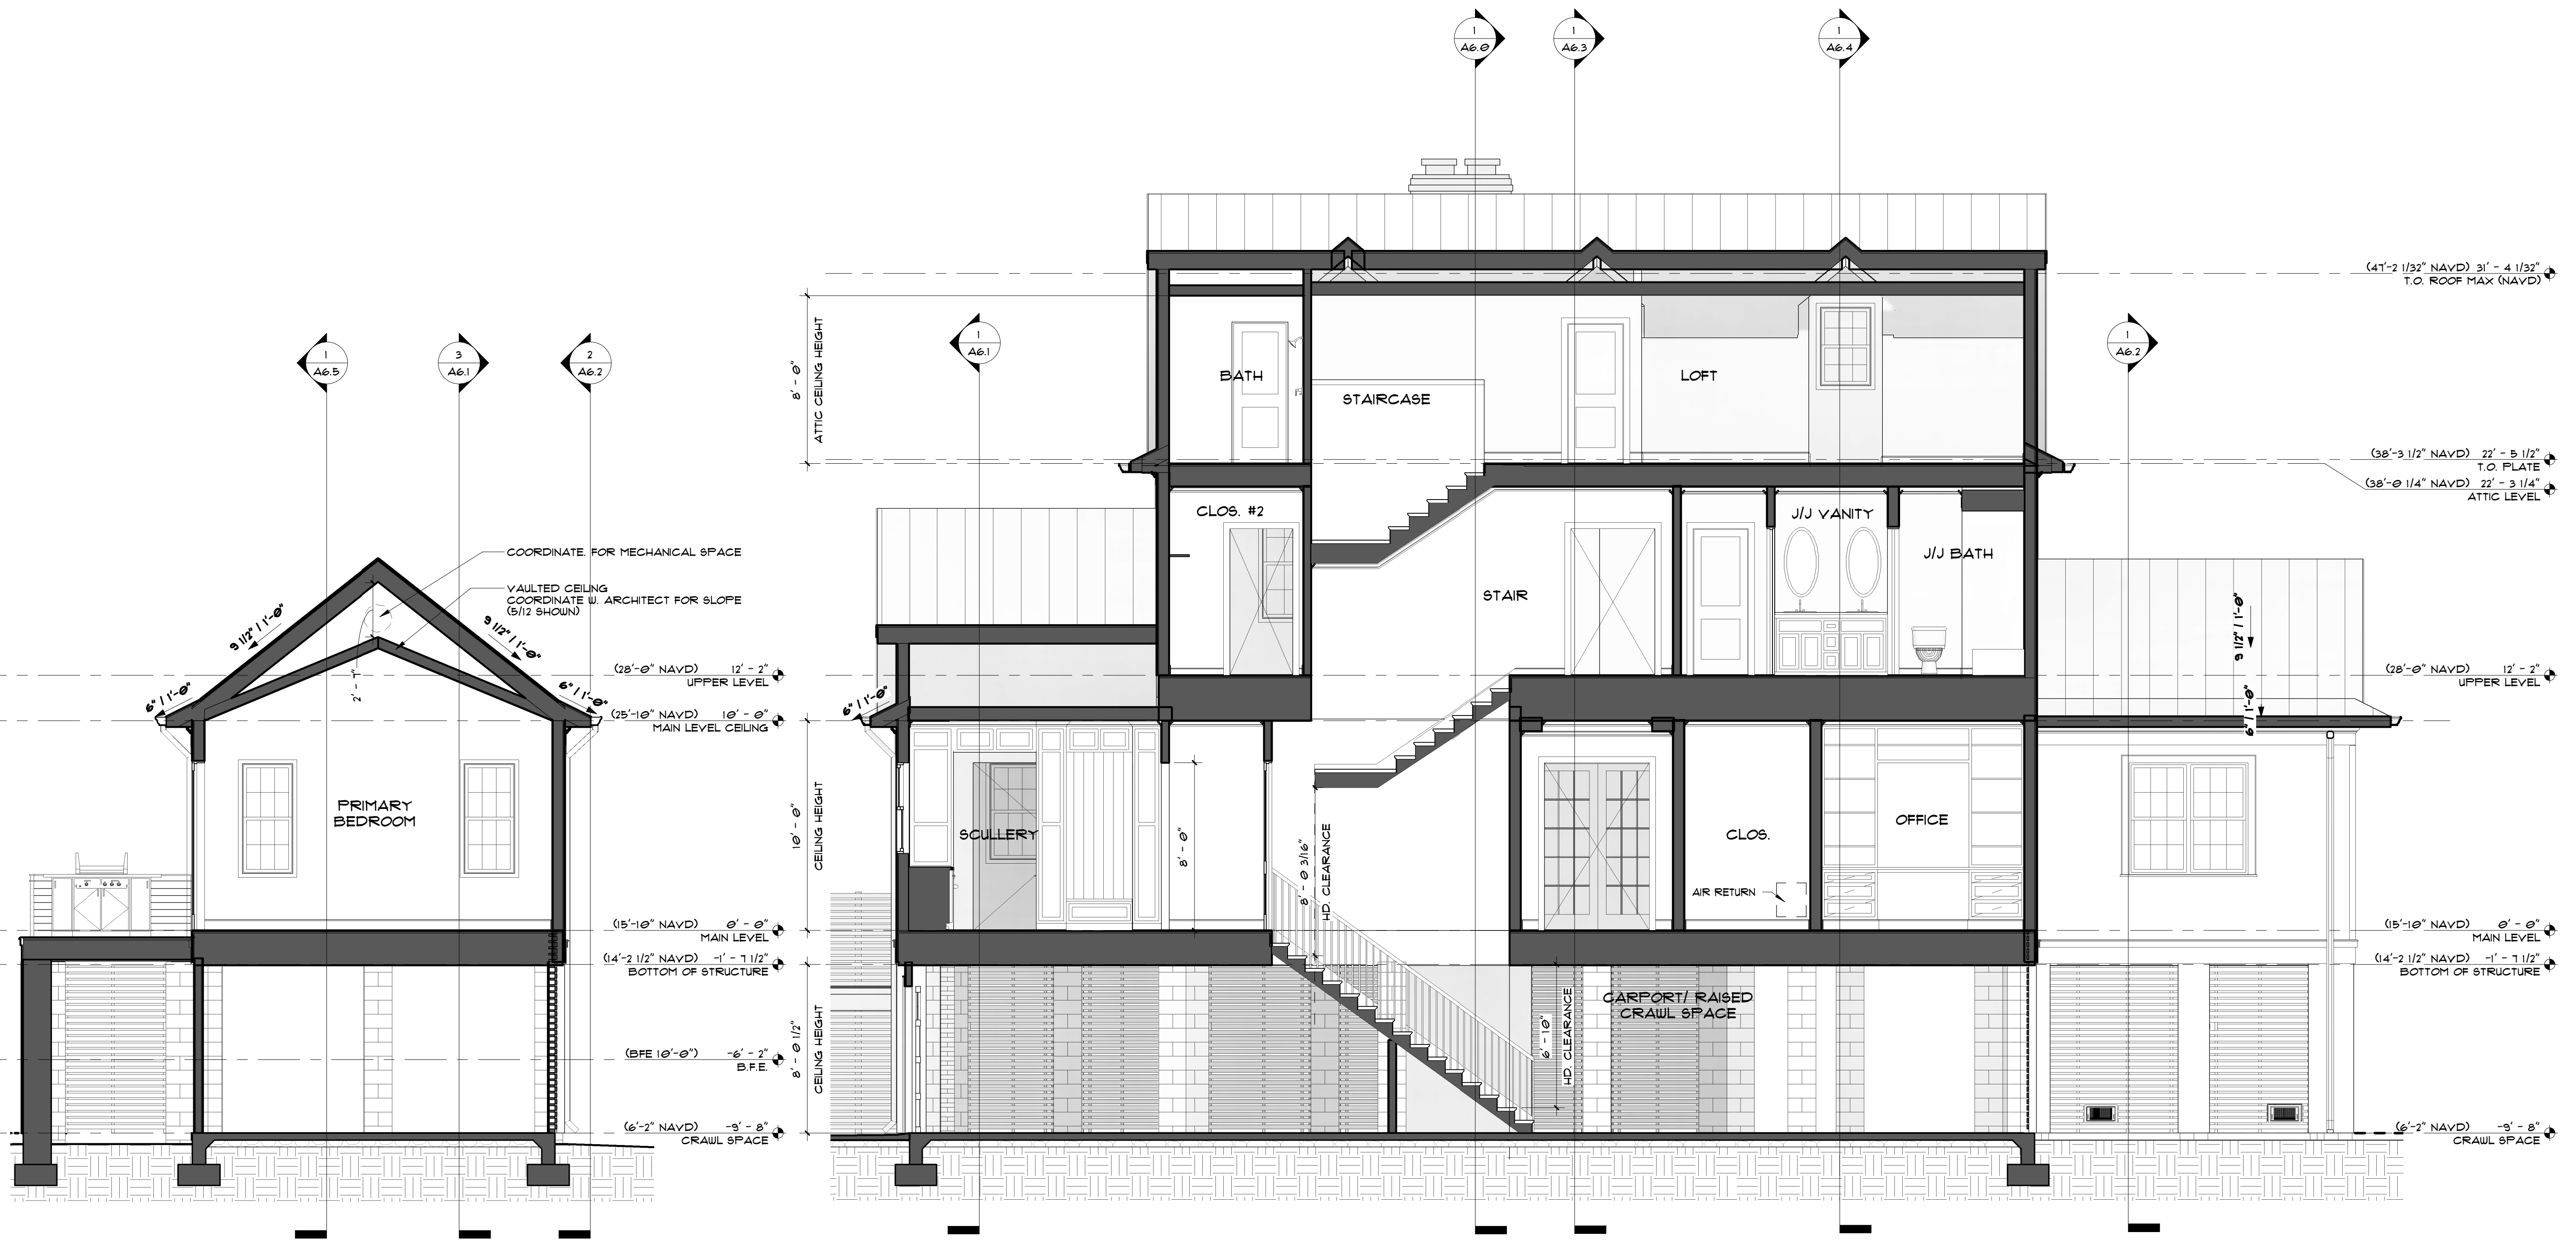 1
A6.0
1
A6.3
1
A6.4
1
A6.5
3
A6.1
2
A6.2
1
A6.1
1
A6.2
COORDINATE. FOR MECHANICAL SPACE
VAULTED CEILING
COORDINATE W. ARCHITECT FOR SLOPE
(5/12 SHOWN)
9 1/2" / 1'-0"
9 1/2" / 1'-0"
6" / 1'-0"
6" / 1'-0"
2' - 7"
PRIMARY
BEDROOM
(28'-0" NAVD) 12' - 2"
UPPER LEVEL
(25'-10" NAVD) 10' - 0"
MAIN LEVEL CEILING
(15'-10" NAVD) 0' - 0"
MAIN LEVEL
(14'-2 1/2" NAVD) -1' - 7 1/2"
BOTTOM OF STRUCTURE
(BFE 10'-0") -6' - 2"
B.F.E.
(6'-2" NAVD) -9' - 8"
CRAWL SPACE
8' - 0"
ATTIC CEILING HEIGHT
10' - 0"
CEILING HEIGHT
8' - 0 1/2"
CEILING HEIGHT
BATH
STAIRCASE
LOFT
CLOS. #2
STAIR
J/J VANITY
J/J BATH
6" / 1'-0"
SCULLERY
8' - 0"
8' - 0 3/16"
HD. CLEARANCE
CLOS.
AIR RETURN
OFFICE
CARPORT/ RAISED
CRAWL SPACE
6' - 10"
HD. CLEARANCE
9 1/2" / 1'-0"
6" / 1'-0"
(47'-2 1/32" NAVD) 31' - 4 1/32"
T.O. ROOF MAX (NAVD)
(38'-3 1/2" NAVD) 22' - 5 1/2"
T.O. PLATE
(38'-0 1/4" NAVD) 22' - 3 1/4"
ATTIC LEVEL
(28'-0" NAVD) 12' - 2"
UPPER LEVEL
(15'-10" NAVD) 0' - 0"
MAIN LEVEL
(14'-2 1/2" NAVD) -1' - 7 1/2"
BOTTOM OF STRUCTURE
(6'-2" NAVD) -9' - 8"
CRAWL SPACE